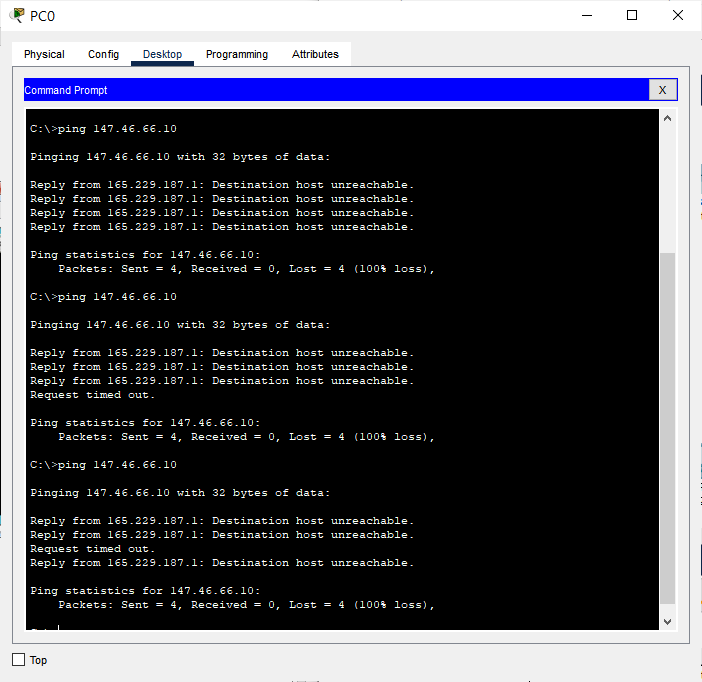 PC0
Physical Config Desktop Programming Attributes
Command Prompt X
C:\>ping 147.46.66.10
Pinging 147.46.66.10 with 32 bytes of data:
Reply from 165.229.187.1: Destination host unreachable.
Reply from 165.229.187.1: Destination host unreachable.
Reply from 165.229.187.1: Destination host unreachable.
Reply from 165.229.187.1: Destination host unreachable.
Ping statistics for 147.46.66.10:
Packets: Sent = 4, Received = 0, Lost = 4 (100% loss),
C:\>ping 147.46.66.10
Pinging 147.46.66.10 with 32 bytes of data:
Reply from 165.229.187.1: Destination host unreachable.
Reply from 165.229.187.1: Destination host unreachable.
Reply from 165.229.187.1: Destination host unreachable.
Request timed out.
Ping statistics for 147.46.66.10:
Packets: Sent = 4, Received = 0, Lost = 4 (100% loss),
C:\>ping 147.46.66.10
Pinging 147.46.66.10 with 32 bytes of data:
Reply from 165.229.187.1: Destination host unreachable.
Reply from 165.229.187.1: Destination host unreachable.
Request timed out.
Reply from 165.229.187.1: Destination host unreachable.
Ping statistics for 147.46.66.10:
Packets: Sent = 4, Received = 0, Lost = 4 (100% loss),
Top